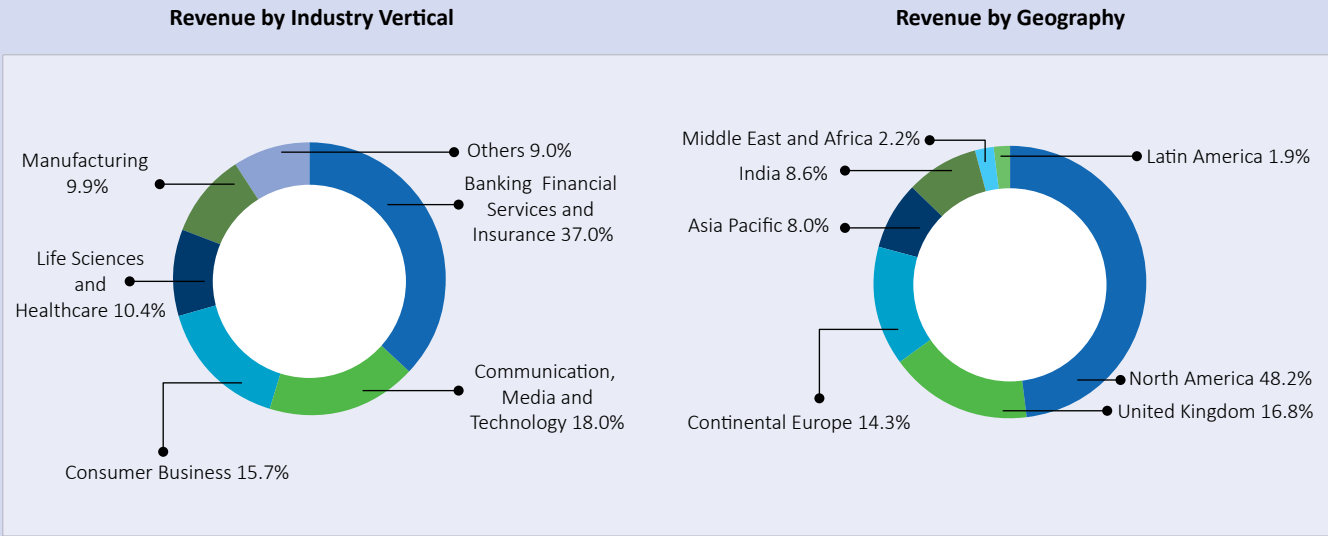 Revenue by Industry Vertical
Others 9.0%
Banking Financial
Services and
Insurance 37.0%
Communication,
Media and
Technology 18.0%
Consumer Business 15.7%
Life Sciences
and
Healthcare 10.4%
Manufacturing
9.9%
Revenue by Geography
Latin America 1.9%
North America 48.2%
United Kingdom 16.8%
Continental Europe 14.3%
Asia Pacific 8.0%
India 8.6%
Middle East and Africa 2.2%